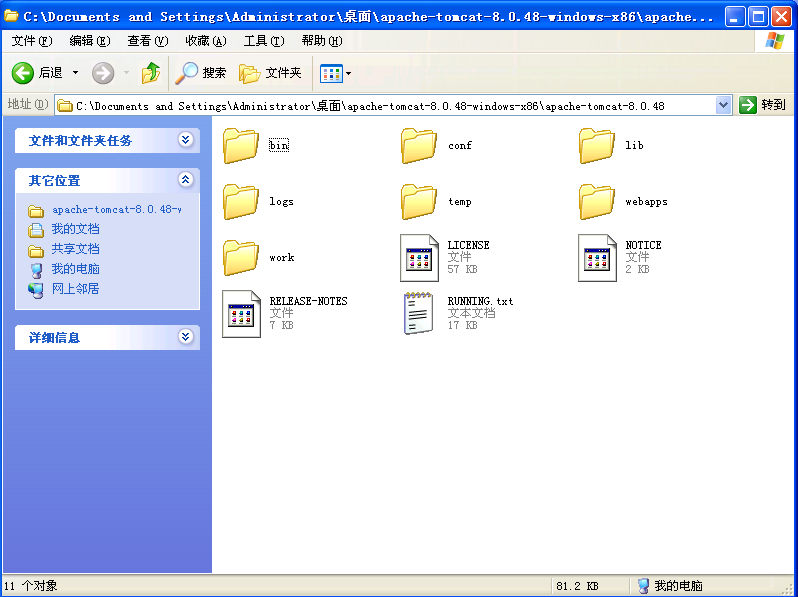 C:\Documents and Settings\Administrator\桌面\apache-tomcat-8.0.48-windows-x86\apache...
文件(F) 编辑(E) 查看(V) 收藏(A) 工具(T) 帮助(H)
后退 搜索 文件夹
地址(D) C:\Documents and Settings\Administrator\桌面\apache-tomcat-8.0.48-windows-x86\apache-tomcat-8.0.48 转到
文件和文件夹任务
其它位置
apache-tomcat-8.0.48-w
我的文档
共享文档
我的电脑
网上邻居
详细信息
bin
conf
lib
logs
temp
webapps
work
LICENSE
文件
57 KB
NOTICE
文件
2 KB
RELEASE-NOTES
文件
7 KB
RUNNING.txt
文本文档
17 KB
11 个对象 81.2 KB 我的电脑